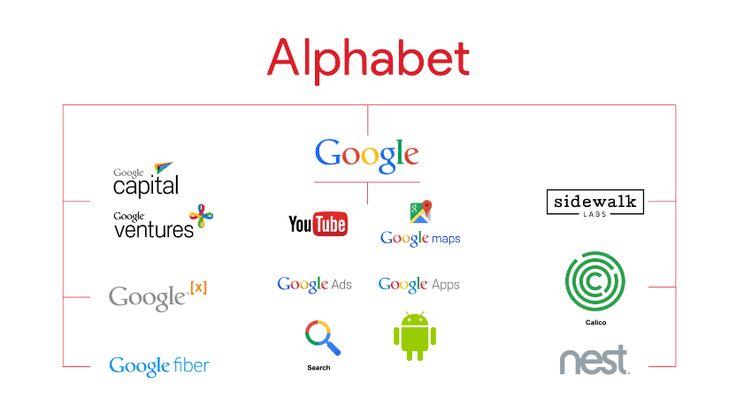 Alphabet
Google
Google
capital
Google
ventures
Google [x]
Google fiber
YouTube
Google maps
Google Ads
Google Apps
Search
sidewalk
LABS
Calico
nest